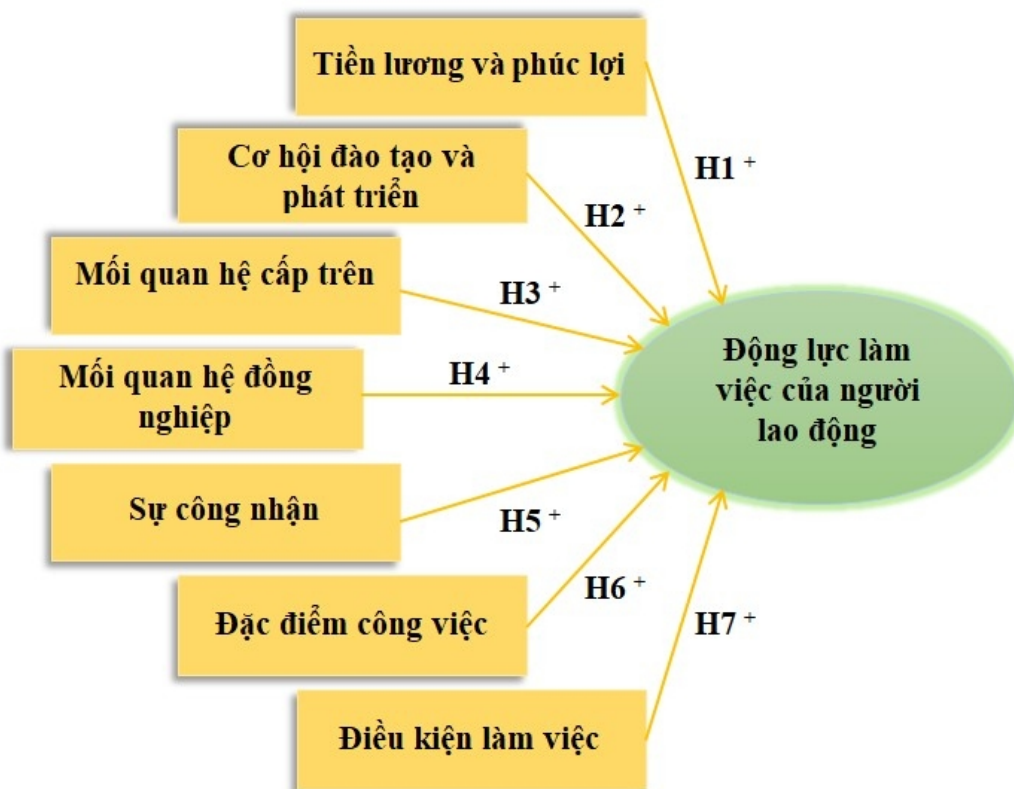 Tiền lương và phúc lợi
H1 +
Cơ hội đào tạo và
phát triển
H2 +
Mối quan hệ cấp trên
H3 +
Mối quan hệ đồng
nghiệp
H4 +
Động lực làm
việc của người
lao động
Sự công nhận
H5 +
Đặc điểm công việc
H6 +
Điều kiện làm việc
H7 +